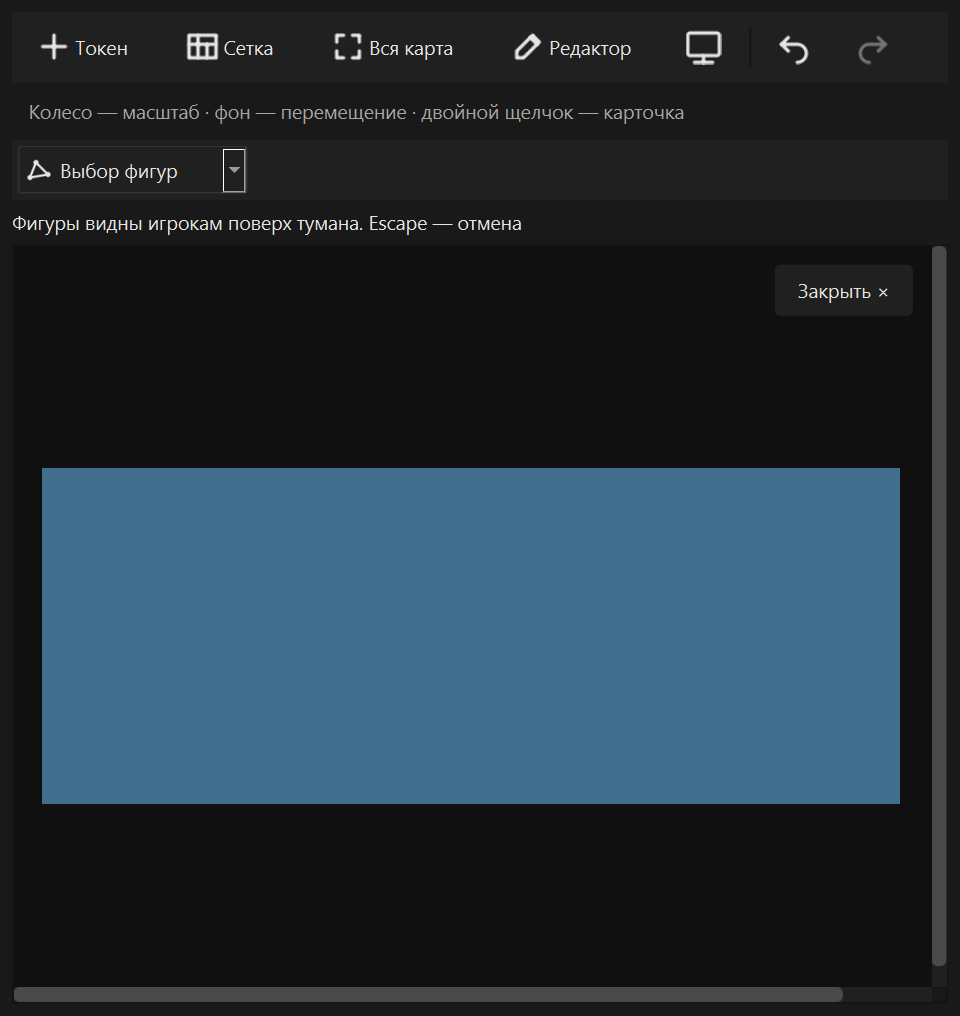 Токен Сетка Вся карта Редактор
Колесо — масштаб · фон — перемещение · двойной щелчок — карточка
Выбор фигур
Фигуры видны игрокам поверх тумана. Escape — отмена
Закрыть ×